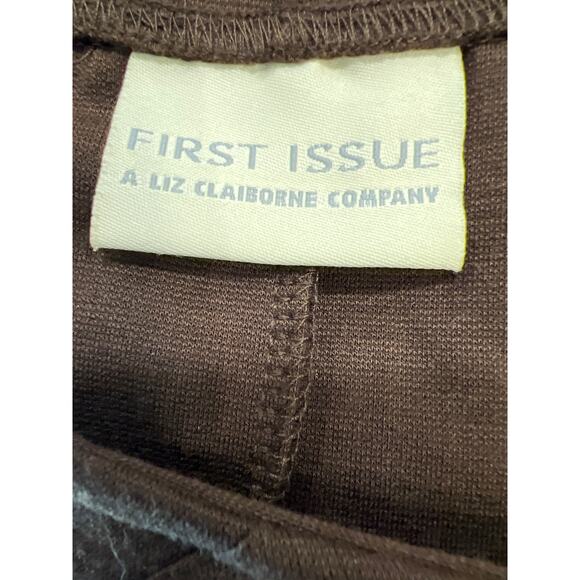 FIRST ISSUE
A LIZ CLAIBORNE COMPANY